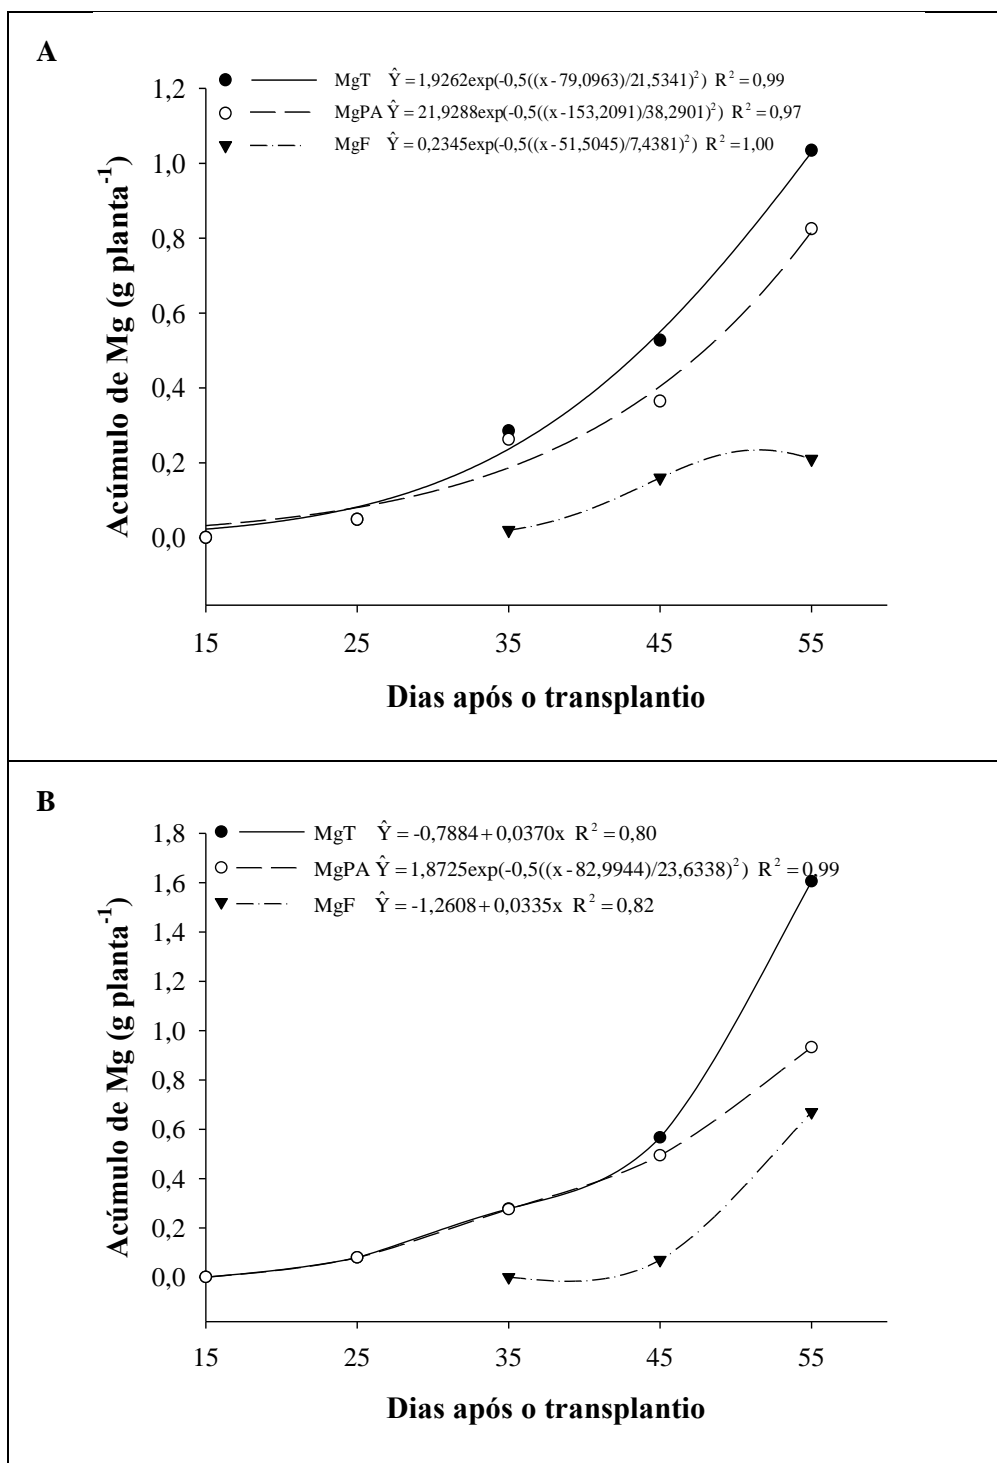 A
MgT Ŷ = 1,9262exp(-0,5((x - 79,0963)/21,5341)²) R² = 0,99
MgPA Ŷ = 21,9288exp(-0,5((x -153,2091)/38,2901)²) R² = 0,97
MgF Ŷ = 0,2345exp(-0,5((x - 51,5045)/7,4381)²) R² = 1,00
Acúmulo de Mg (g planta⁻¹)
1,2
1,0
0,8
0,6
0,4
0,2
0,0
15 25 35 45 55
Dias após o transplantio
B
MgT Ŷ = -0,7884 + 0,0370x R² = 0,80
MgPA Ŷ = 1,8725exp(-0,5((x - 82,9944)/23,6338)²) R² = 0,99
MgF Ŷ = -1,2608 + 0,0335x R² = 0,82
Acúmulo de Mg (g planta⁻¹)
1,8
1,6
1,4
1,2
1,0
0,8
0,6
0,4
0,2
0,0
15 25 35 45 55
Dias após o transplantio